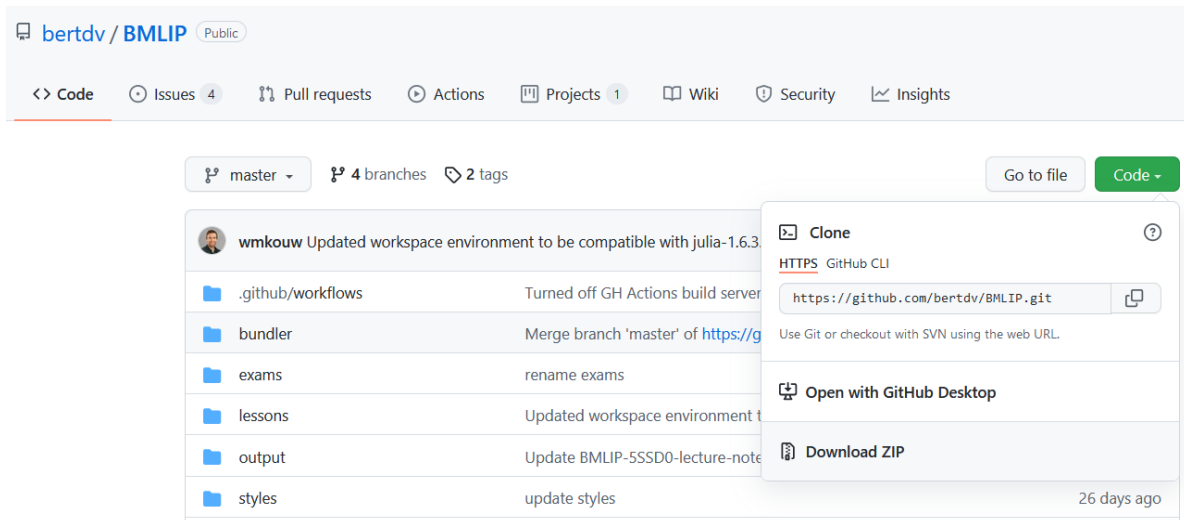 bertdv / BMLIP Public
Code Issues 4 Pull requests Actions Projects 1 Wiki Security Insights
master 4 branches 2 tags Go to file Code
wmkouw Updated workspace environment to be compatible with julia-1.6.3.
Clone
HTTPS GitHub CLI
https://github.com/bertdv/BMLIP.git
Use Git or checkout with SVN using the web URL.
Open with GitHub Desktop
Download ZIP
.github/workflows Turned off GH Actions build server
bundler Merge branch 'master' of https://g
exams rename exams
lessons Updated workspace environment t
output Update BMLIP-5SSD0-lecture-note
styles update styles 26 days ago